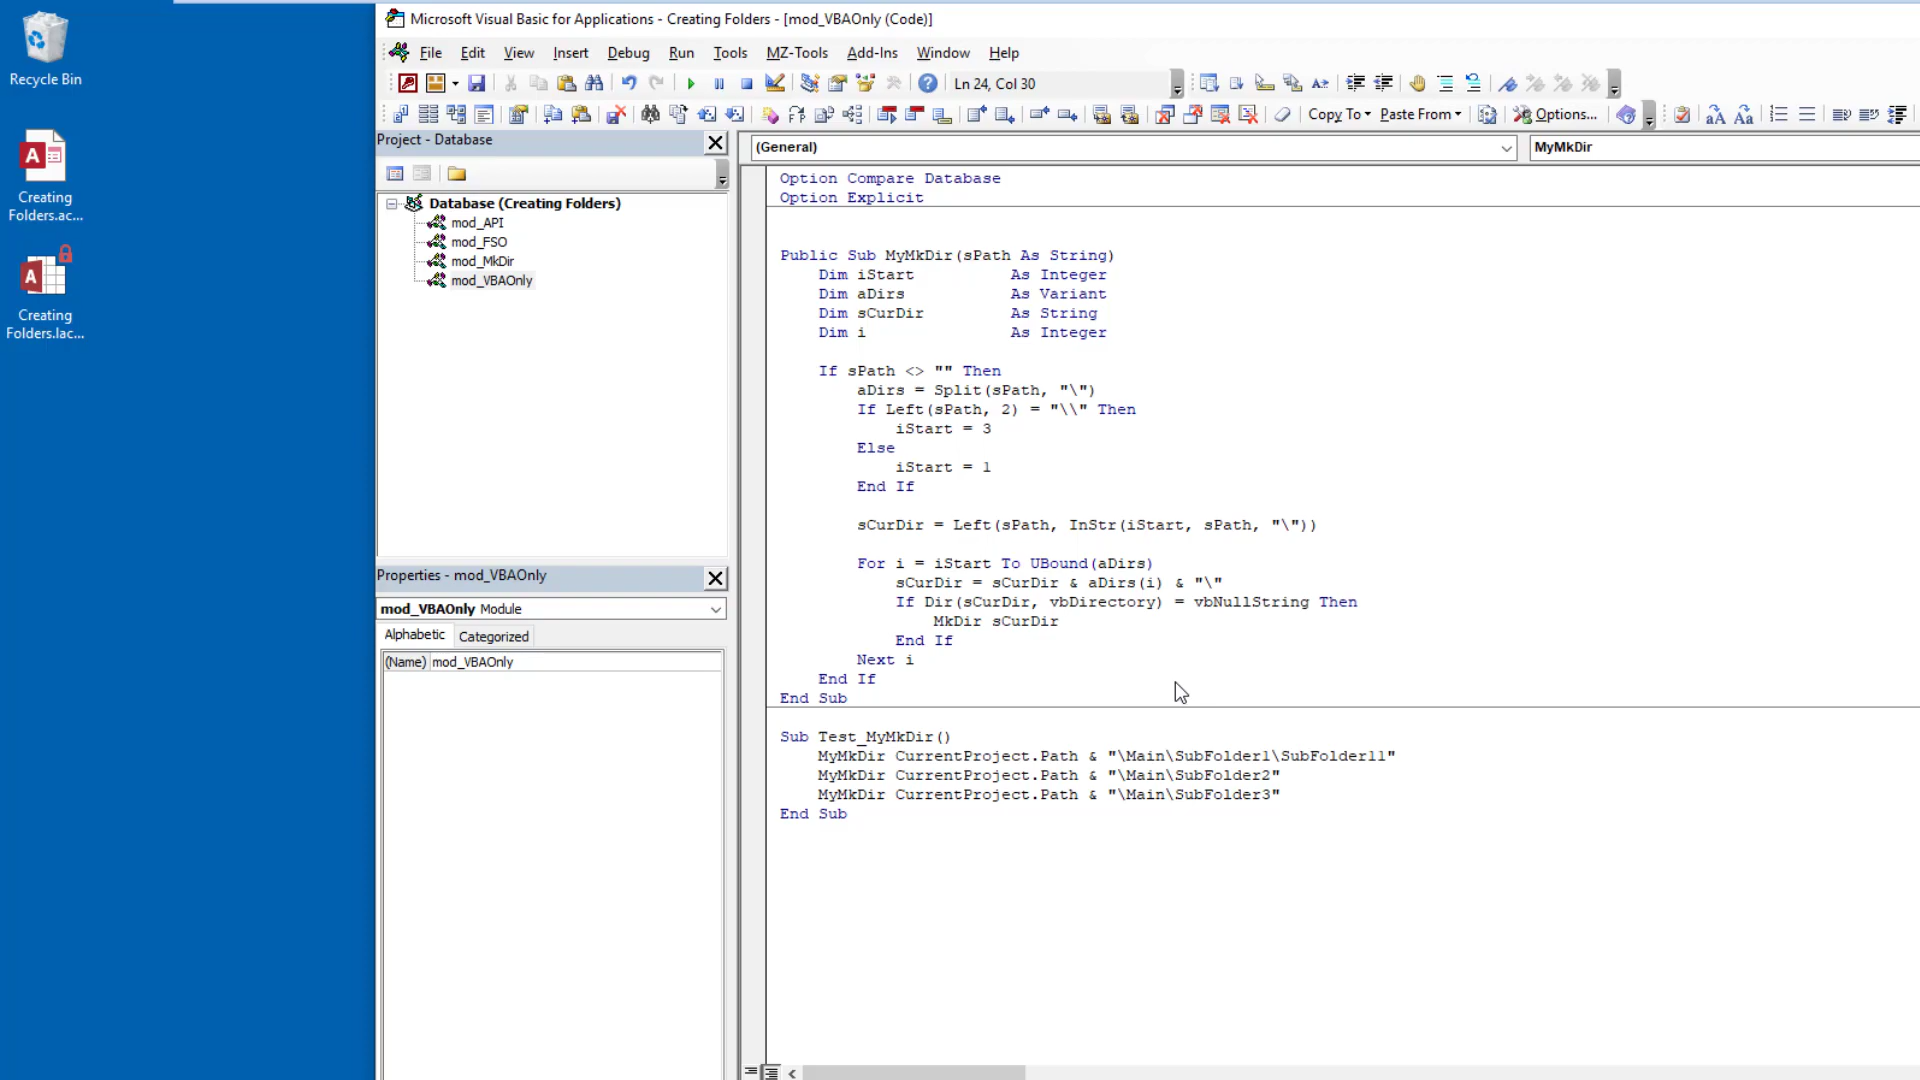 Recycle Bin
Creating
Folders.ac...
Creating
Folders.lac...
Microsoft Visual Basic for Applications - Creating Folders - [mod_VBAOnly (Code)]
File Edit View Insert Debug Run Tools MZ-Tools Add-Ins Window Help
Ln 24, Col 30
Copy To Paste From Options...
Project - Database
Database (Creating Folders)
mod_API
mod_FSO
mod_MkDir
mod_VBAOnly
Properties - mod_VBAOnly
mod_VBAOnly Module
Alphabetic Categorized
(Name) mod_VBAOnly
(General) MyMkDir
Option Compare Database
Option Explicit
Public Sub MyMkDir(sPath As String)
Dim iStart As Integer
Dim aDirs As Variant
Dim sCurDir As String
Dim i As Integer
If sPath <> "" Then
aDirs = Split(sPath, "\")
If Left(sPath, 2) = "\\" Then
iStart = 3
Else
iStart = 1
End If
sCurDir = Left(sPath, InStr(iStart, sPath, "\"))
For i = iStart To UBound(aDirs)
sCurDir = sCurDir & aDirs(i) & "\"
If Dir(sCurDir, vbDirectory) = vbNullString Then
MkDir sCurDir
End If
Next i
End If
End Sub
Sub Test_MyMkDir()
MyMkDir CurrentProject.Path & "\Main\SubFolder1\SubFolder11"
MyMkDir CurrentProject.Path & "\Main\SubFolder2"
MyMkDir CurrentProject.Path & "\Main\SubFolder3"
End Sub